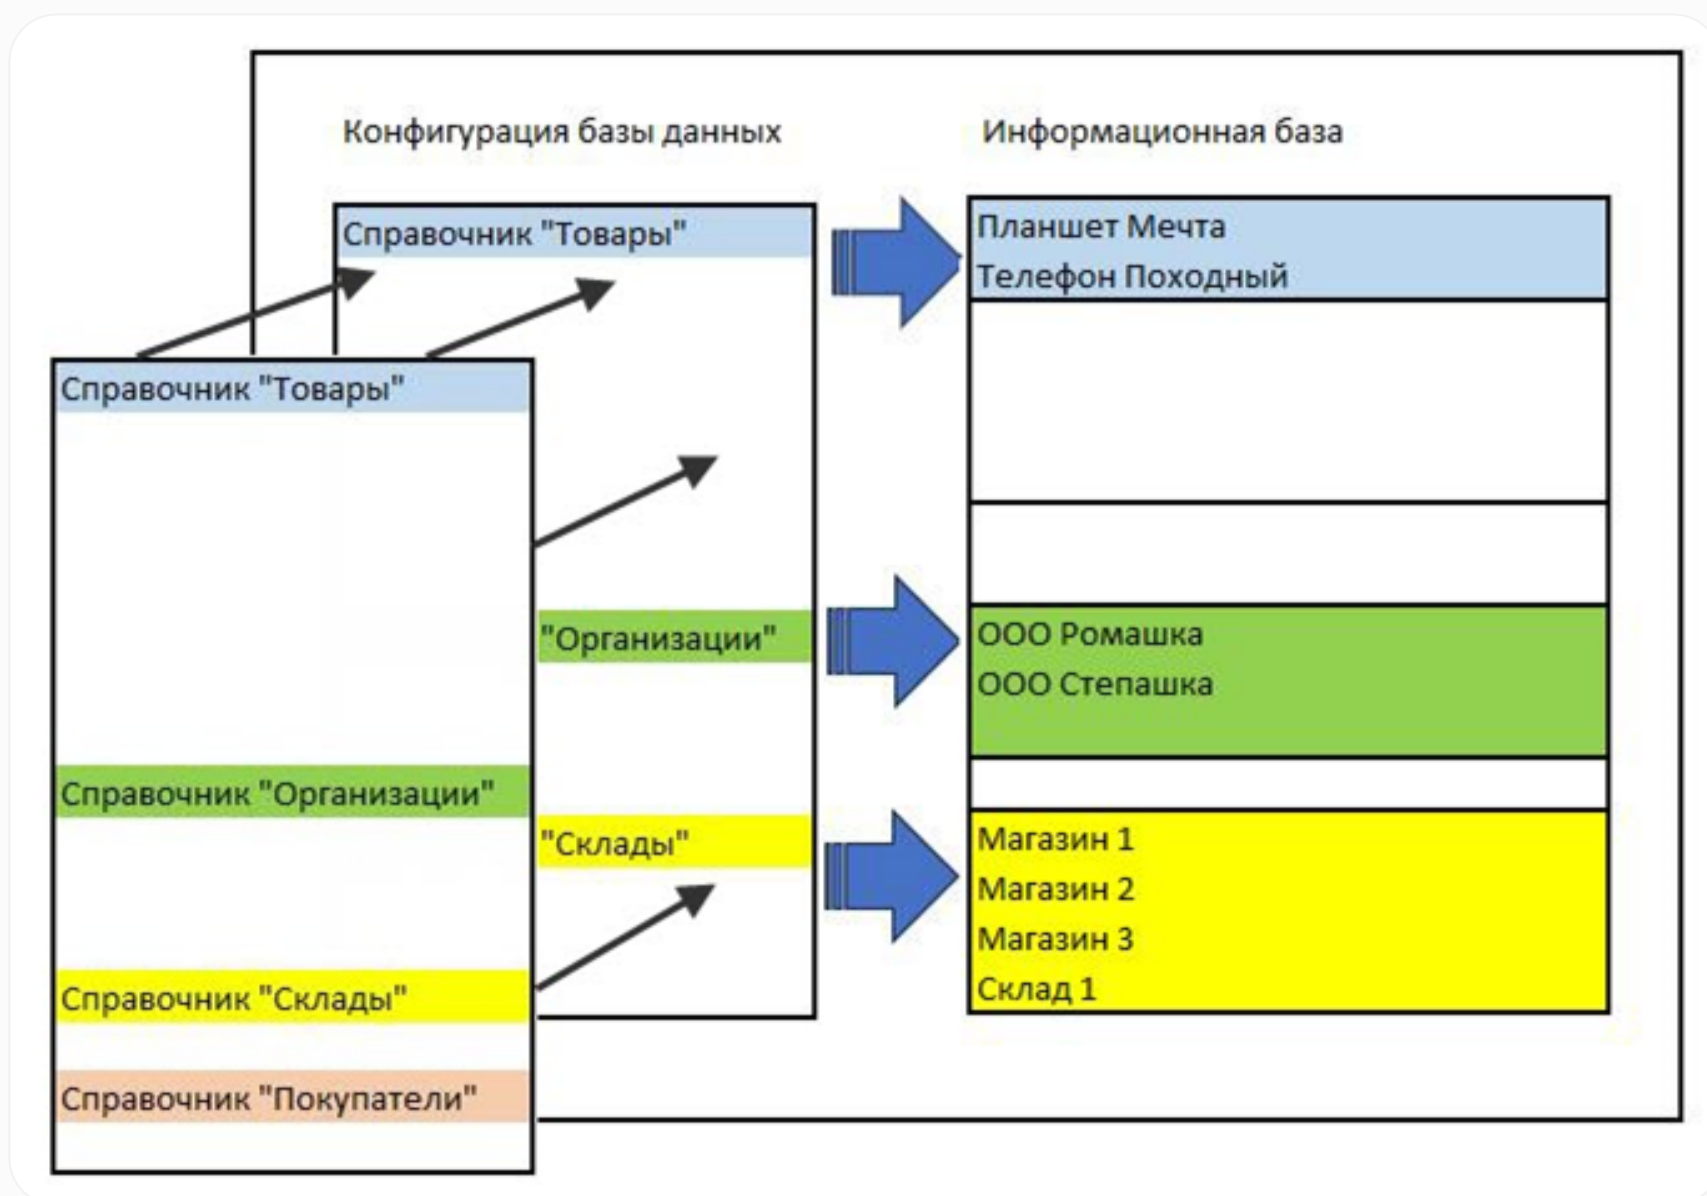 Конфигурация базы данных
Информационная база
Справочник "Товары"
Планшет Мечта
Телефон Походный
Справочник "Товары"
"Организации"
ООО Ромашка
ООО Степашка
Справочник "Организации"
"Склады"
Магазин 1
Магазин 2
Магазин 3
Склад 1
Справочник "Склады"
Справочник "Покупатели"